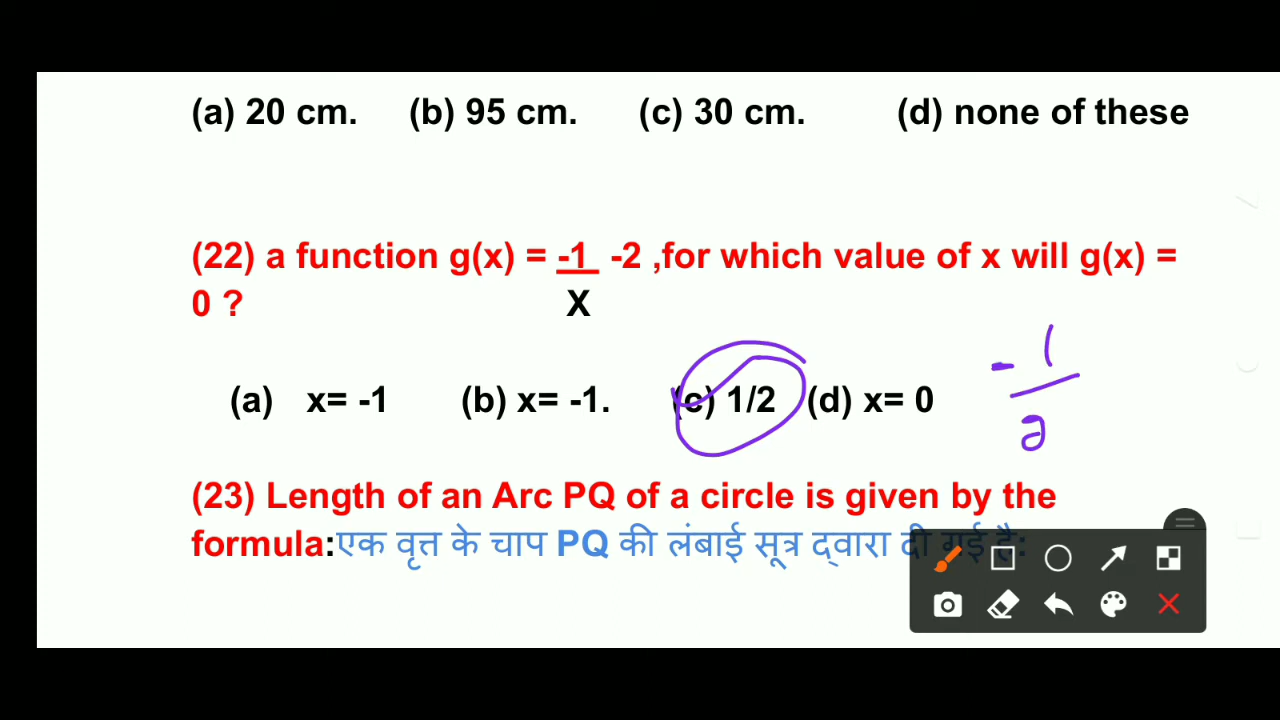 (a) 20 cm. (b) 95 cm. (c) 30 cm. (d) none of these
(22) a function g(x) = -1 -2 ,for which value of x will g(x) =
0 ? X
(a) x= -1 (b) x= -1. (c) 1/2 (d) x= 0
- 1
2
(23) Length of an Arc PQ of a circle is given by the
formula:एक वृत्त के चाप PQ की लंबाई सूत्र द्वारा दी गई है: